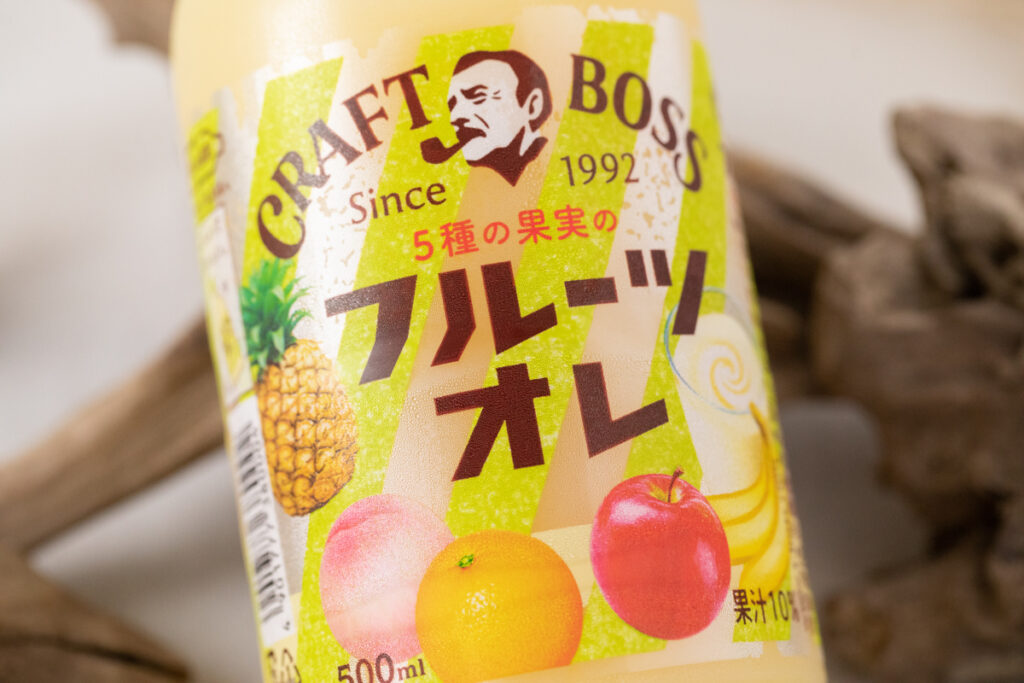 CRAFT BOSS
Since 1992
5種の果実の
フルーツ
オレ
果汁10
500ml